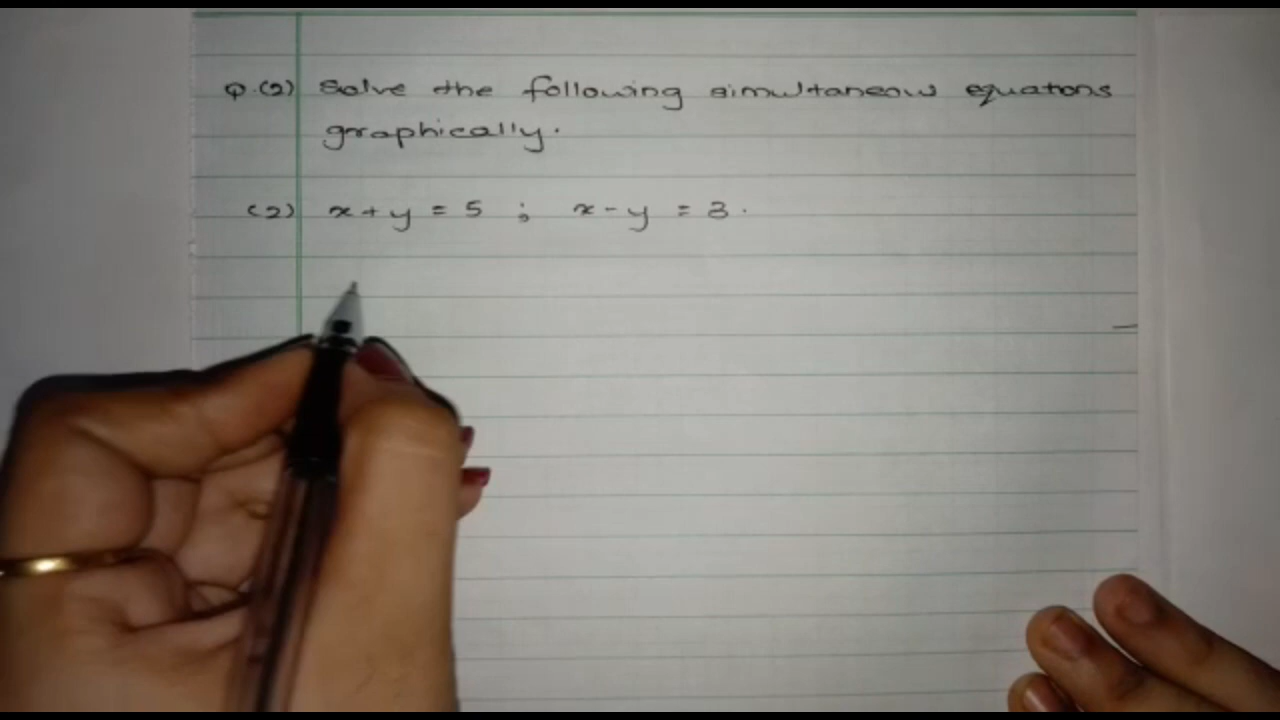 Q.(2) Solve the following simultaneous equations
graphically.
(2) x + y = 5 ; x - y = 3.